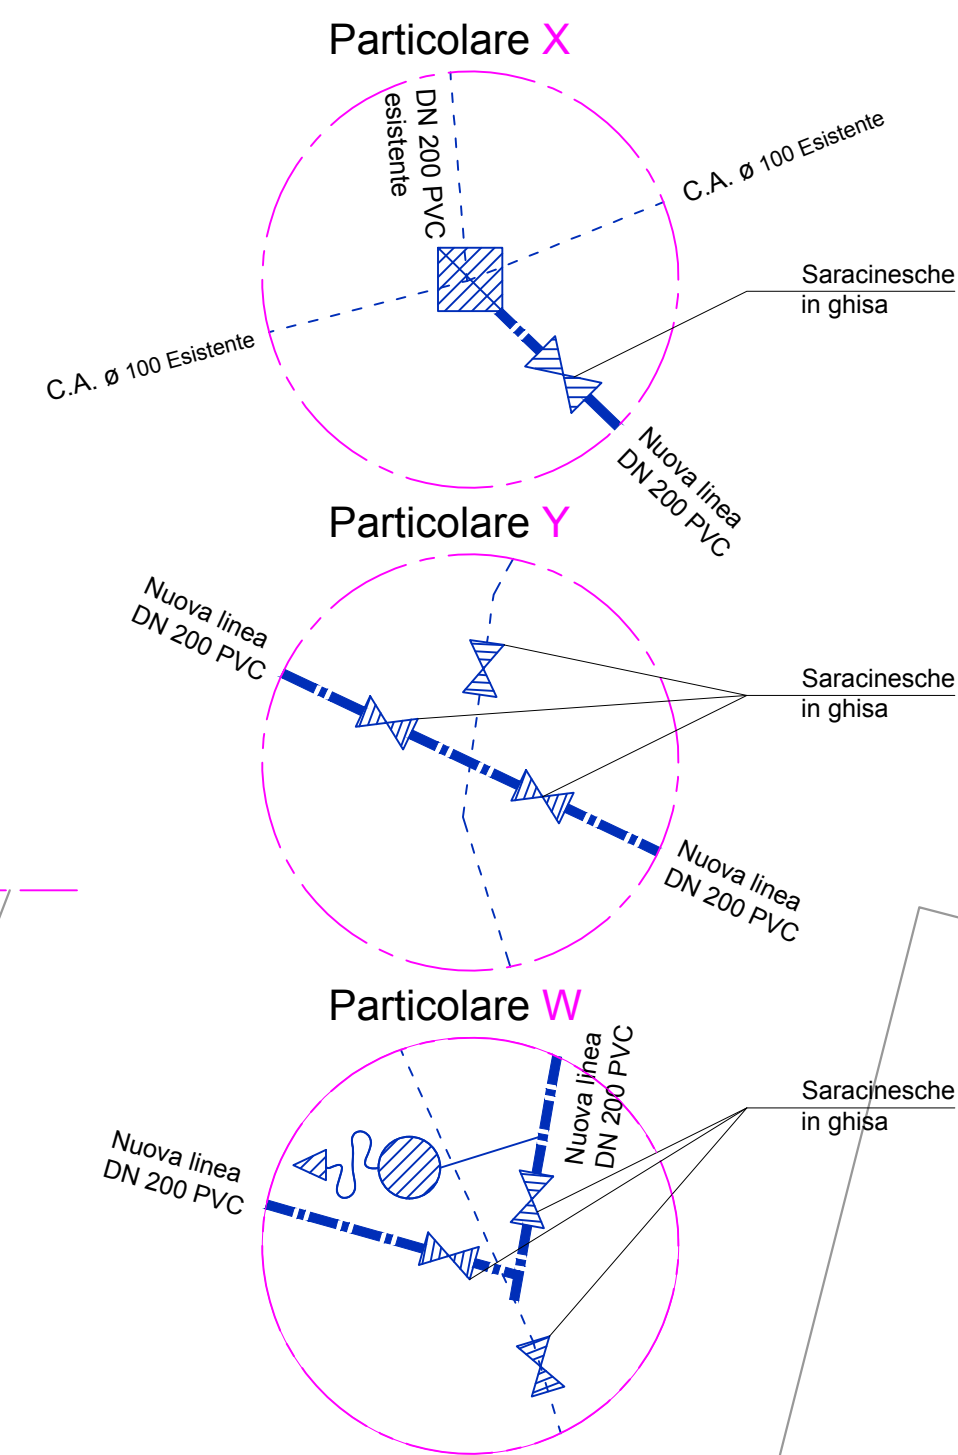 Particolare X
DN 200 PVC
esistente
C.A. ø 100 Esistente
Saracinesche
in ghisa
C.A. ø 100 Esistente
Nuova linea
DN 200 PVC
Particolare Y
Nuova linea
DN 200 PVC
Saracinesche
in ghisa
Nuova linea
DN 200 PVC
Particolare W
Nuova linea
DN 200 PVC
Saracinesche
in ghisa
Nuova linea
DN 200 PVC